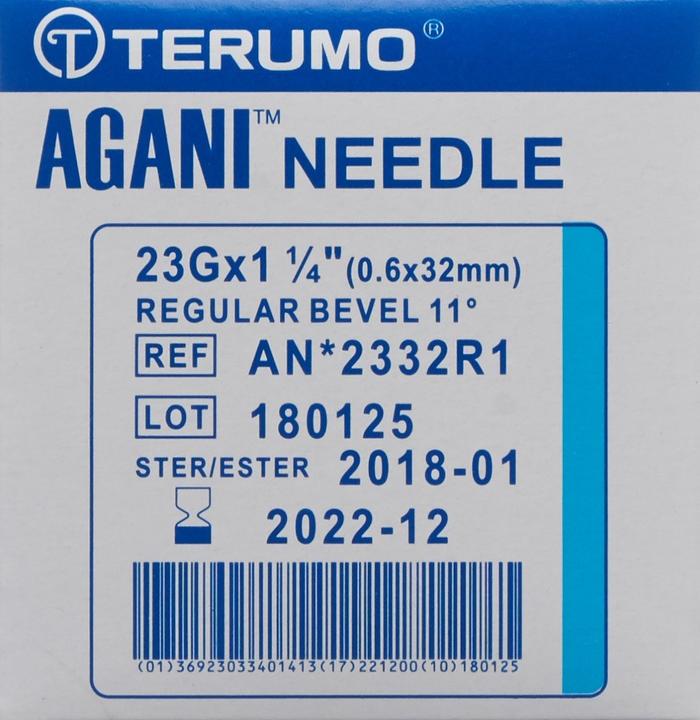 TERUMO®
AGANI™ NEEDLE
23Gx1 ¼" (0.6x32mm)
REGULAR BEVEL 11°
REF AN*2332R1
LOT 180125
STER/ESTER 2018-01
2022-12
(01)36923033401413(17)221200(10)180125